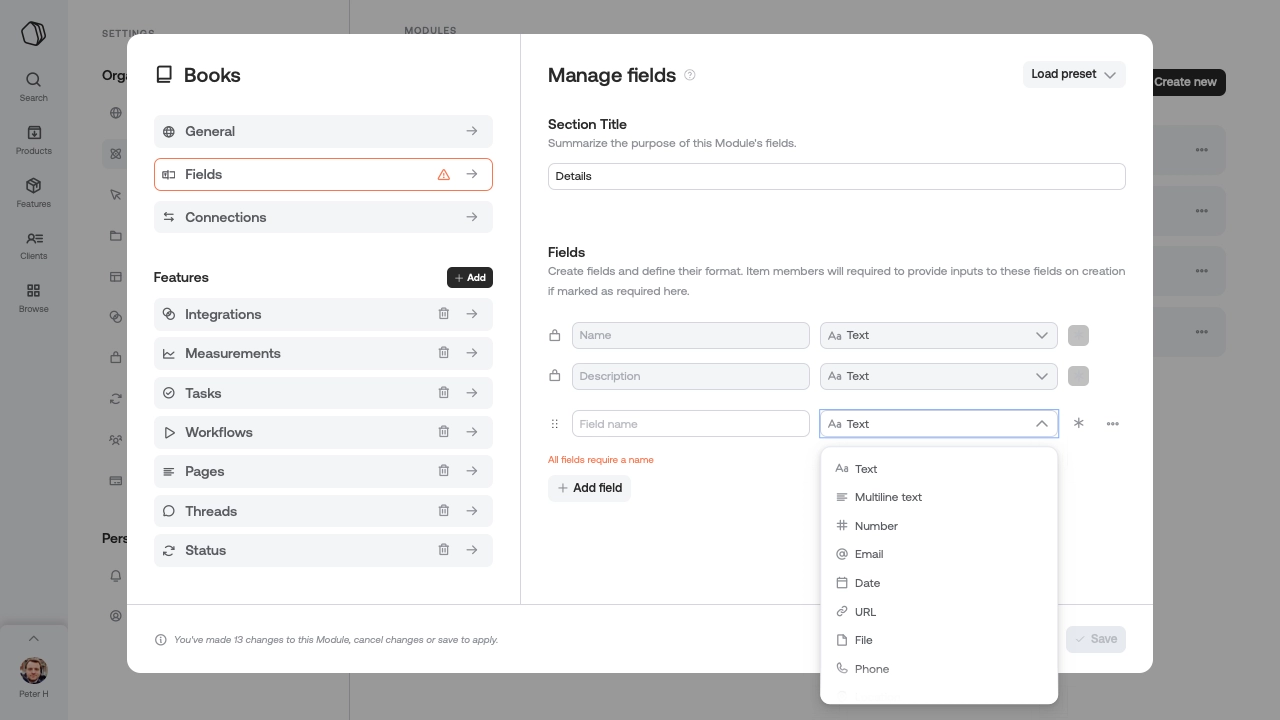 SETTINGS
MODULES
Orga
Create new
Search
Products
Features
Clients
Browse
Pers
Peter H
Books
General
Fields
Connections
Features
Add
Integrations
Measurements
Tasks
Workflows
Pages
Threads
Status
Manage fields
Load preset
Section Title
Summarize the purpose of this Module's fields.
Details
Fields
Create fields and define their format. Item members will required to provide inputs to these fields on creation
if marked as required here.
Name
Aa Text
Description
Aa Text
Field name
Aa Text
All fields require a name
Add field
Aa Text
Multiline text
Number
Email
Date
URL
File
Phone
You've made 13 changes to this Module, cancel changes or save to apply.
Save